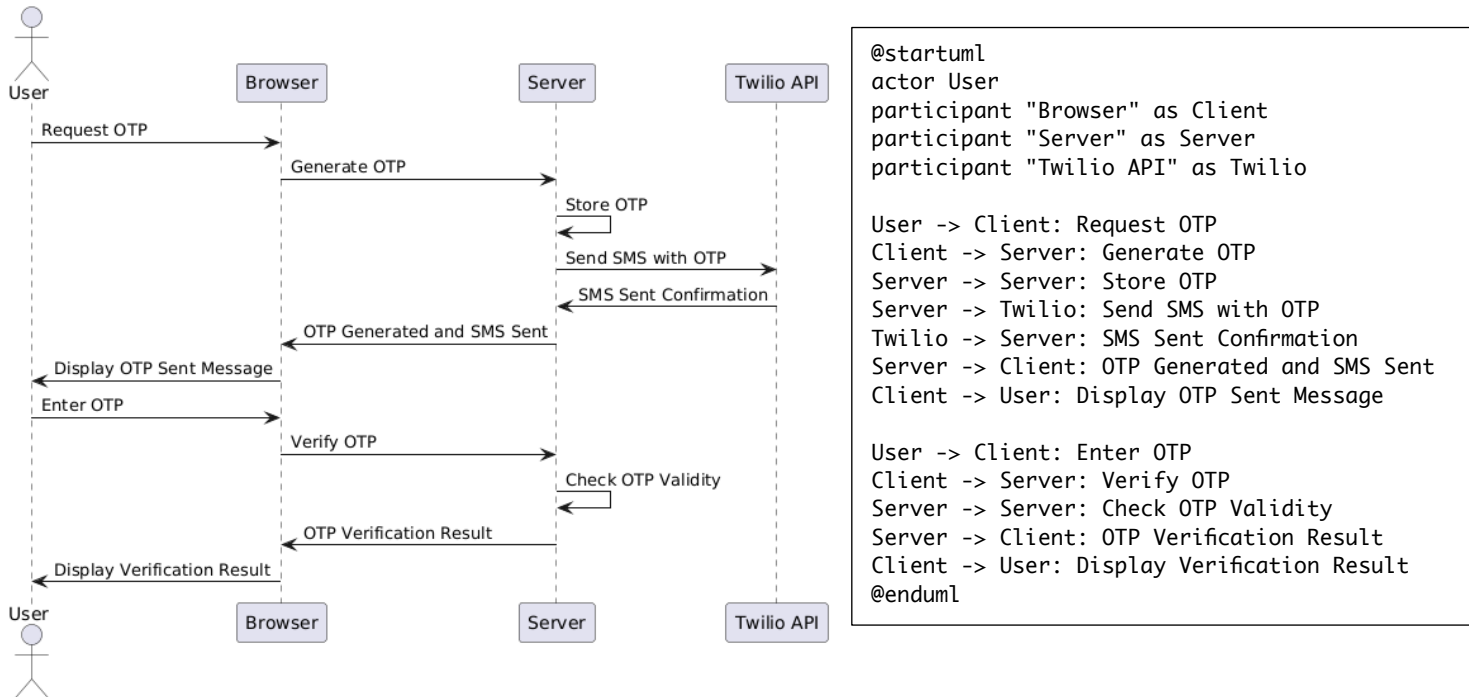 User
Browser
Server
Twilio API
Request OTP
Generate OTP
Store OTP
Send SMS with OTP
SMS Sent Confirmation
OTP Generated and SMS Sent
Display OTP Sent Message
Enter OTP
Verify OTP
Check OTP Validity
OTP Verification Result
Display Verification Result
User
Browser
Server
Twilio API
@startuml
actor User
participant "Browser" as Client
participant "Server" as Server
participant "Twilio API" as Twilio
User -> Client: Request OTP
Client -> Server: Generate OTP
Server -> Server: Store OTP
Server -> Twilio: Send SMS with OTP
Twilio -> Server: SMS Sent Confirmation
Server -> Client: OTP Generated and SMS Sent
Client -> User: Display OTP Sent Message
User -> Client: Enter OTP
Client -> Server: Verify OTP
Server -> Server: Check OTP Validity
Server -> Client: OTP Verification Result
Client -> User: Display Verification Result
@enduml